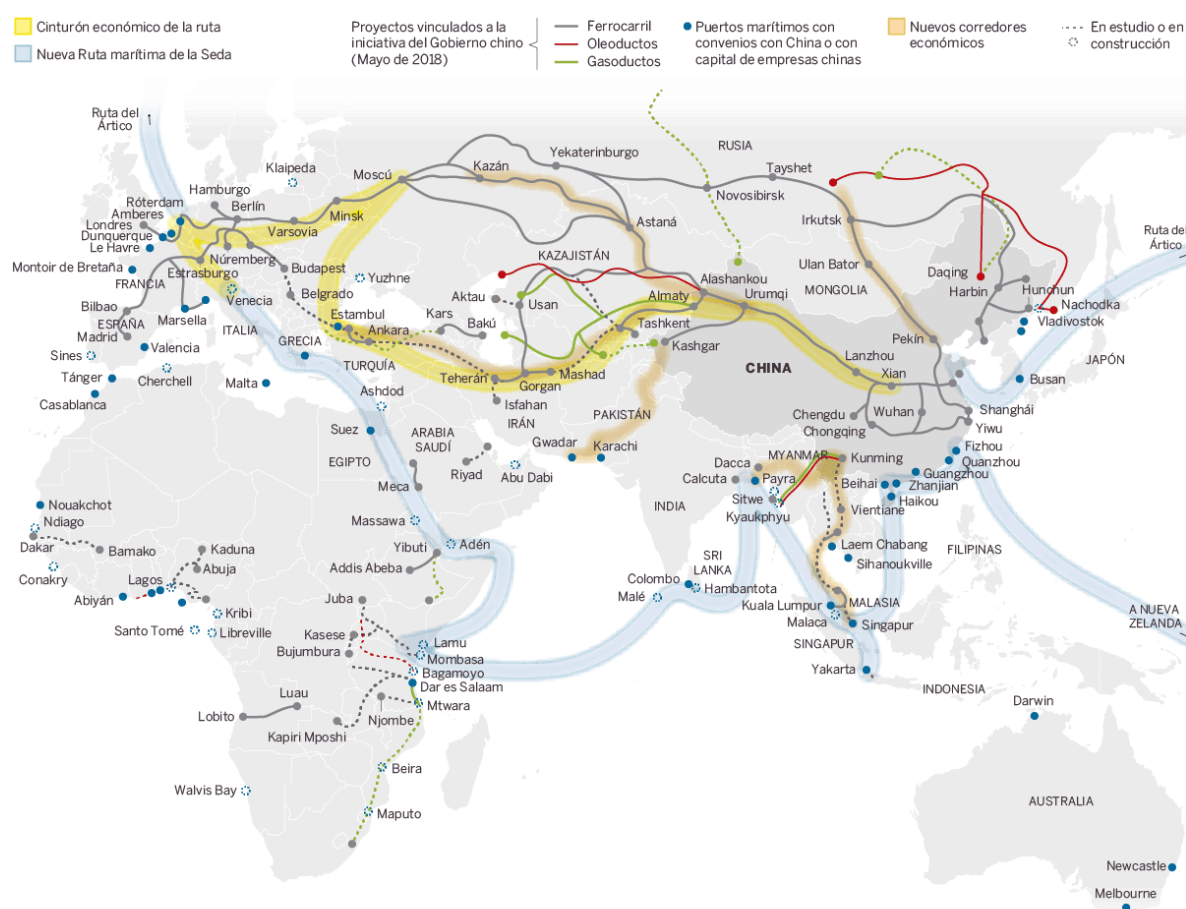 Cinturón económico de la ruta
Nueva Ruta marítima de la Seda
Proyectos vinculados a la
iniciativa del Gobierno chino
(Mayo de 2018)
Ferrocarril
Oleoductos
Gasoductos
Puertos marítimos con
convenios con China o con
capital de empresas chinas
Nuevos corredores
económicos
En estudio o en
construcción
Ruta del
Ártico
Klaipeda
Hamburgo
Berlín
Róterdam
Amberes
Londres
Dunquerque
Le Havre
Montoir de Bretaña
FRANCIA
Estrasburgo
Núremberg
Varsovia
Minsk
Moscú
Kazán
Yekaterinburgo
RUSIA
Novosibirsk
Tayshet
Irkutsk
Astaná
Ulan Bator
MONGOLIA
Daqing
Harbin
Hunchun
Nachodka
Vladivostok
Ruta del
Ártico
Budapest
Belgrado
Venecia
Yuzhne
Bilbao
ESPAÑA
Madrid
Marsella
ITALIA
Valencia
Sines
Tánger
Casablanca
Cherchell
Malta
GRECIA
Estambul
Ankara
TURQUÍA
Kars
Bakú
Aktau
Usan
KAZAJISTÁN
Alashankou
Almaty
Urumqi
Tashkent
Kashgar
Teherán
Gorgan
Mashad
Isfahan
IRÁN
Ashdod
Suez
EGIPTO
ARABIA
SAUDÍ
Riyad
Meca
Abu Dabi
PAKISTÁN
Gwadar
Karachi
CHINA
Lanzhou
Xian
Pekín
JAPÓN
Busan
Chengdu
Chongqing
Wuhan
Shanghái
Yiwu
Fizhou
Quanzhou
Guangzhou
Zhanjian
Beihai
Haikou
Kunming
MYANMAR
Dacca
Calcuta
Payra
Sitwe
Kyaukphyu
INDIA
Vientiane
Laem Chabang
Sihanoukville
FILIPINAS
SRI
LANKA
Colombo
Hambantota
Malé
Kuala Lumpur
MALASIA
Malaca
Singapur
SINGAPUR
Yakarta
INDONESIA
A NUEVA
ZELANDA
Nouakchot
Ndiago
Dakar
Bamako
Conakry
Kaduna
Abuja
Lagos
Abiyán
Kribi
Santo Tomé
Libreville
Massawa
Adén
Yibuti
Addis Abeba
Juba
Kasese
Bujumbura
Lamu
Mombasa
Bagamoyo
Dar es Salaam
Mtwara
Luau
Lobito
Kapiri Mposhi
Njombe
Beira
Walvis Bay
Maputo
Darwin
AUSTRALIA
Newcastle
Melbourne